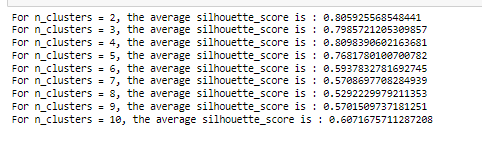 For n_clusters = 2, the average silhouette_score is : 0.805925568548441
For n_clusters = 3, the average silhouette_score is : 0.7985721205309857
For n_clusters = 4, the average silhouette_score is : 0.8098390602163681
For n_clusters = 5, the average silhouette_score is : 0.7681780100700782
For n_clusters = 6, the average silhouette_score is : 0.5937832781692745
For n_clusters = 7, the average silhouette_score is : 0.5708697708284939
For n_clusters = 8, the average silhouette_score is : 0.5292229979211353
For n_clusters = 9, the average silhouette_score is : 0.5701509737181251
For n_clusters = 10, the average silhouette_score is : 0.6071675711287208